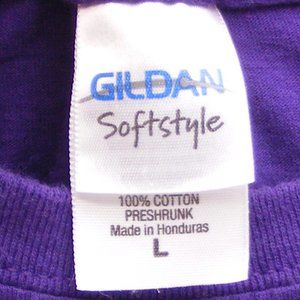 GILDAN
Softstyle
100% COTTON
PRESHRUNK
Made in Honduras
L